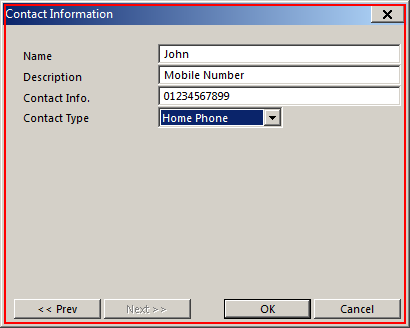 Contact Information
Name John
Description Mobile Number
Contact Info. 01234567899
Contact Type Home Phone
<< Prev Next >> OK Cancel